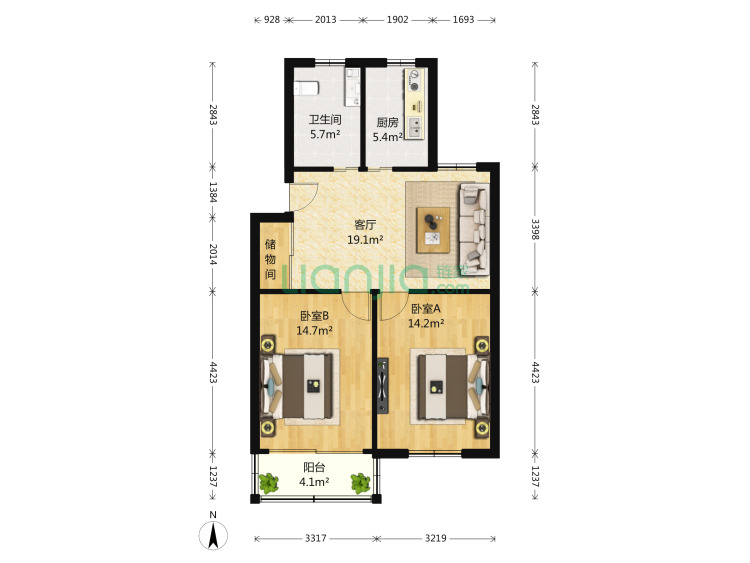 928 2013 1902 1693
2843
2843
卫生间
5.7m²
厨房
5.4m²
1384
3398
客厅
19.1m²
储物间
2014
lianjia 链家
.com
卧室B
14.7m²
卧室A
14.2m²
4423
4423
阳台
4.1m²
1237
1237
N
3317 3219